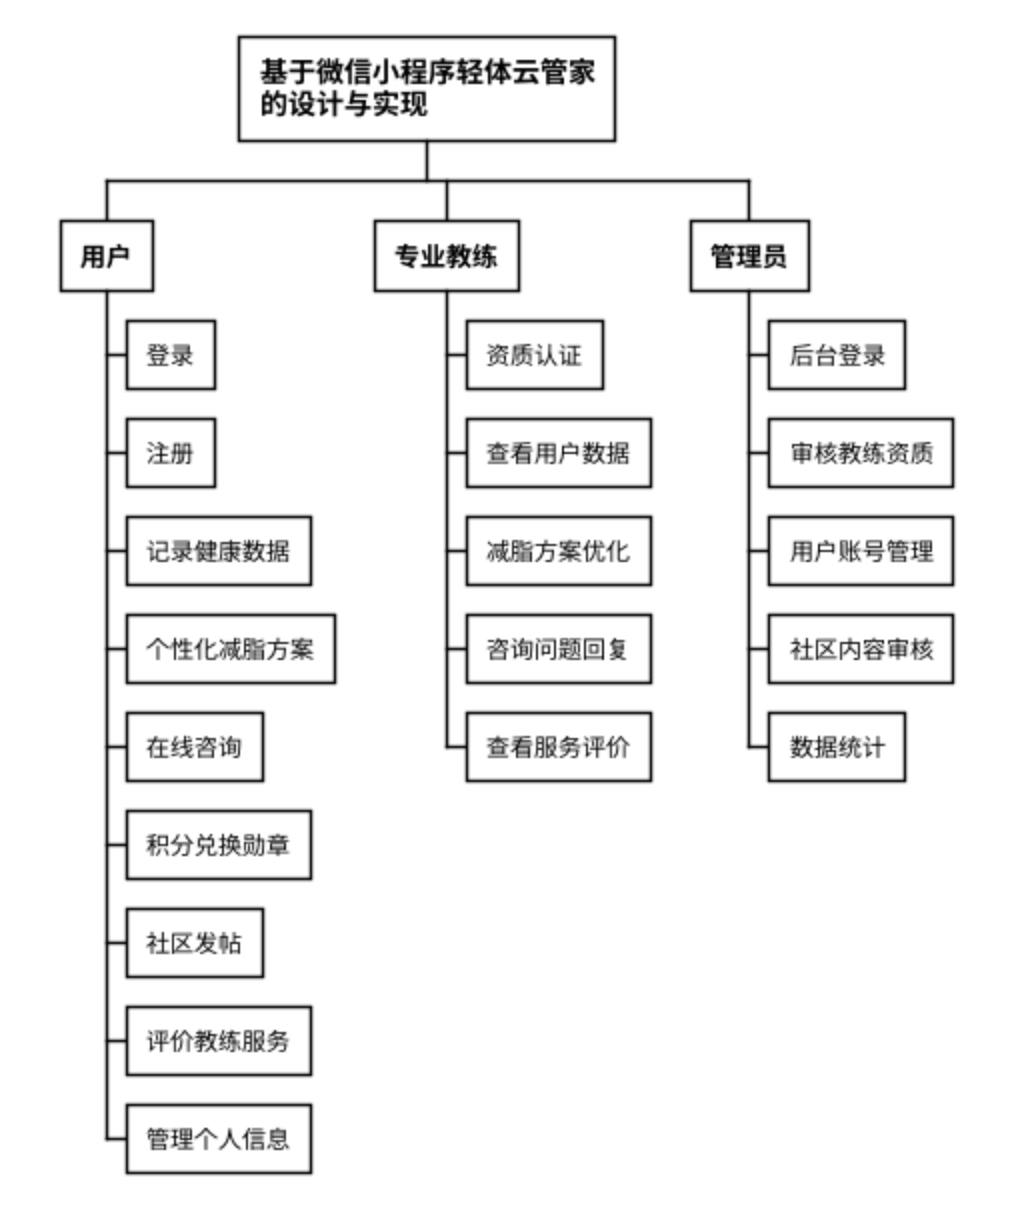 基于微信小程序轻体云管家
的设计与实现
用户
专业教练
管理员
登录
注册
记录健康数据
个性化减脂方案
在线咨询
积分兑换勋章
社区发帖
评价教练服务
管理个人信息
资质认证
查看用户数据
减脂方案优化
咨询问题回复
查看服务评价
后台登录
审核教练资质
用户账号管理
社区内容审核
数据统计